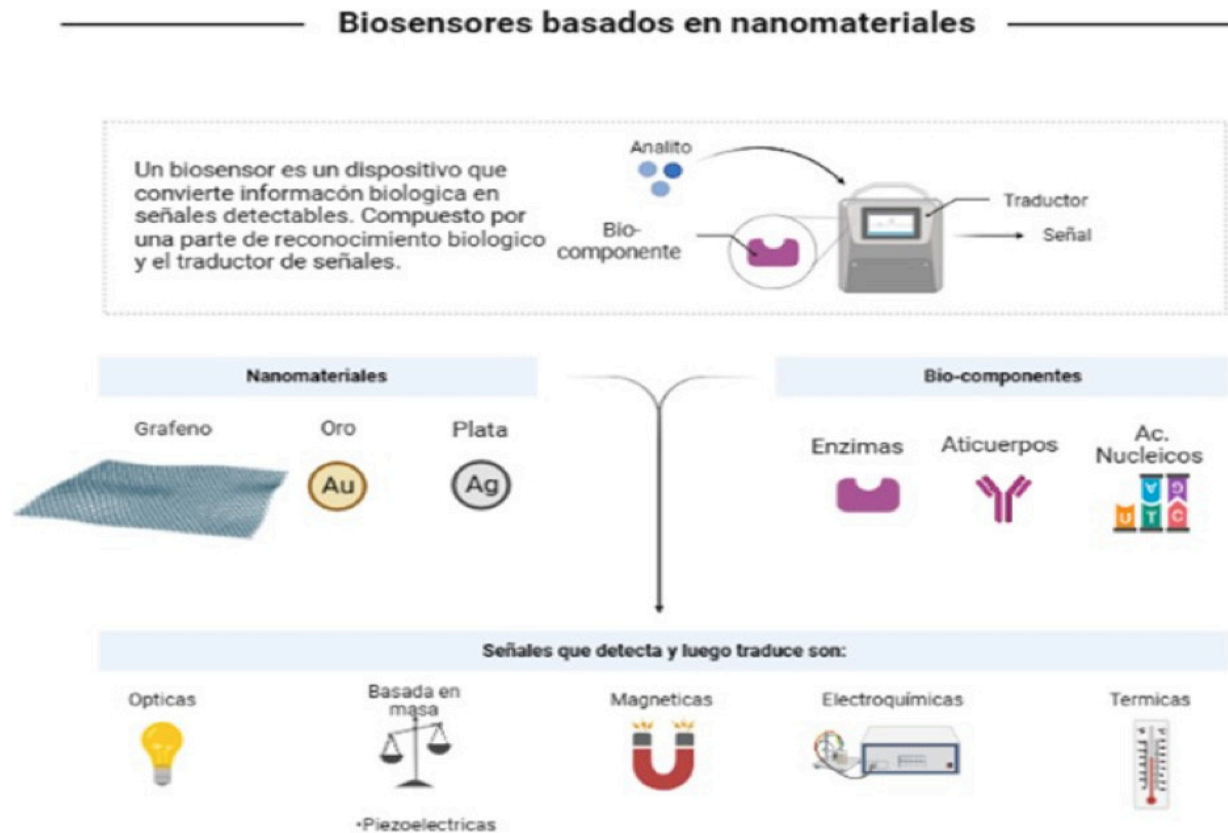 Biosensores basados en nanomateriales
Un biosensor es un dispositivo que
convierte informacón biologica en
señales detectables. Compuesto por
una parte de reconocimiento biologico
y el traductor de señales.
Analito
Bio-
componente
Traductor
Señal
Nanomateriales
Grafeno
Oro
Plata
Au
Ag
Bio-componentes
Enzimas
Aticuerpos
Ac.
Nucleicos
A G
U T C
Señales que detecta y luego traduce son:
Opticas
Basada en
masa
•Piezoelectricas
Magneticas
Electroquímicas
Termicas